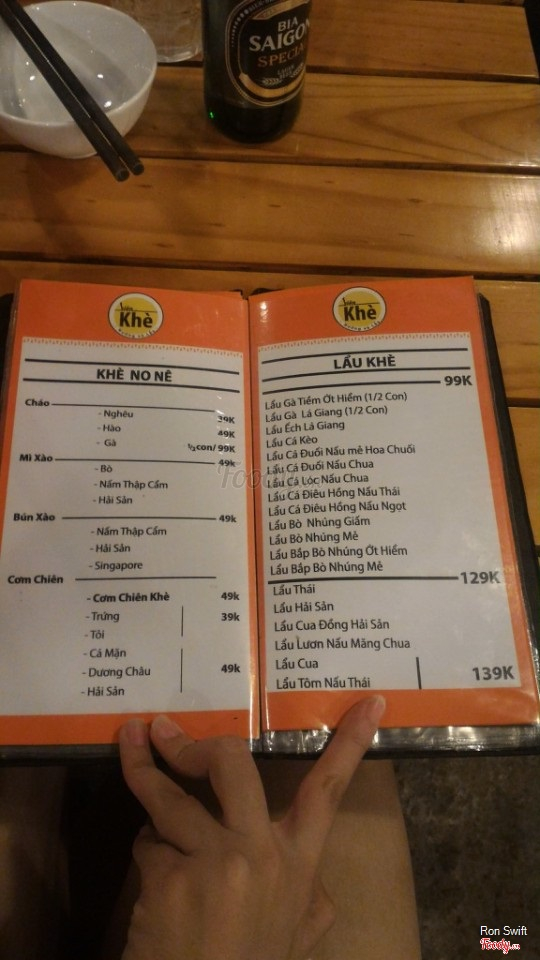 BIA
SAIGON
SPECIAL
Khè
KHÈ NO NÊ
Cháo
- Nghêu 39K
- Hào 49K
- Gà ½con/ 99K
Mì Xào 49k
- Bò
- Nấm Thập Cẩm
- Hải Sản
Bún Xào 49k
- Nấm Thập Cẩm
- Hải Sản
- Singapore
Cơm Chiên
- Cơm Chiên Khè 49k
- Trứng 39k
- Tỏi
- Cá Mặn
- Dương Châu 49k
- Hải Sản
Khè
LẨU KHÈ
99K
Lẩu Gà Tiềm Ớt Hiểm (1/2 Con)
Lẩu Gà Lá Giang (1/2 Con)
Lẩu Ếch Lá Giang
Lẩu Cá Kèo
Lẩu Cá Đuối Nấu mẻ Hoa Chuối
Lẩu Cá Đuối Nấu Chua
Lẩu Cá Lóc Nấu Chua
Lẩu Cá Điêu Hồng Nấu Thái
Lẩu Cá Điêu Hồng Nấu Ngọt
Lẩu Bò Nhúng Giấm
Lẩu Bò Nhúng Mẻ
Lẩu Bắp Bò Nhúng Ớt Hiểm
Lẩu Bắp Bò Nhúng Mẻ
129K
Lẩu Thái
Lẩu Hải Sản
Lẩu Cua Đồng Hải Sản
Lẩu Lươn Nấu Măng Chua
Lẩu Cua
Lẩu Tôm Nấu Thái 139K
Ron Swift
Foody.vn